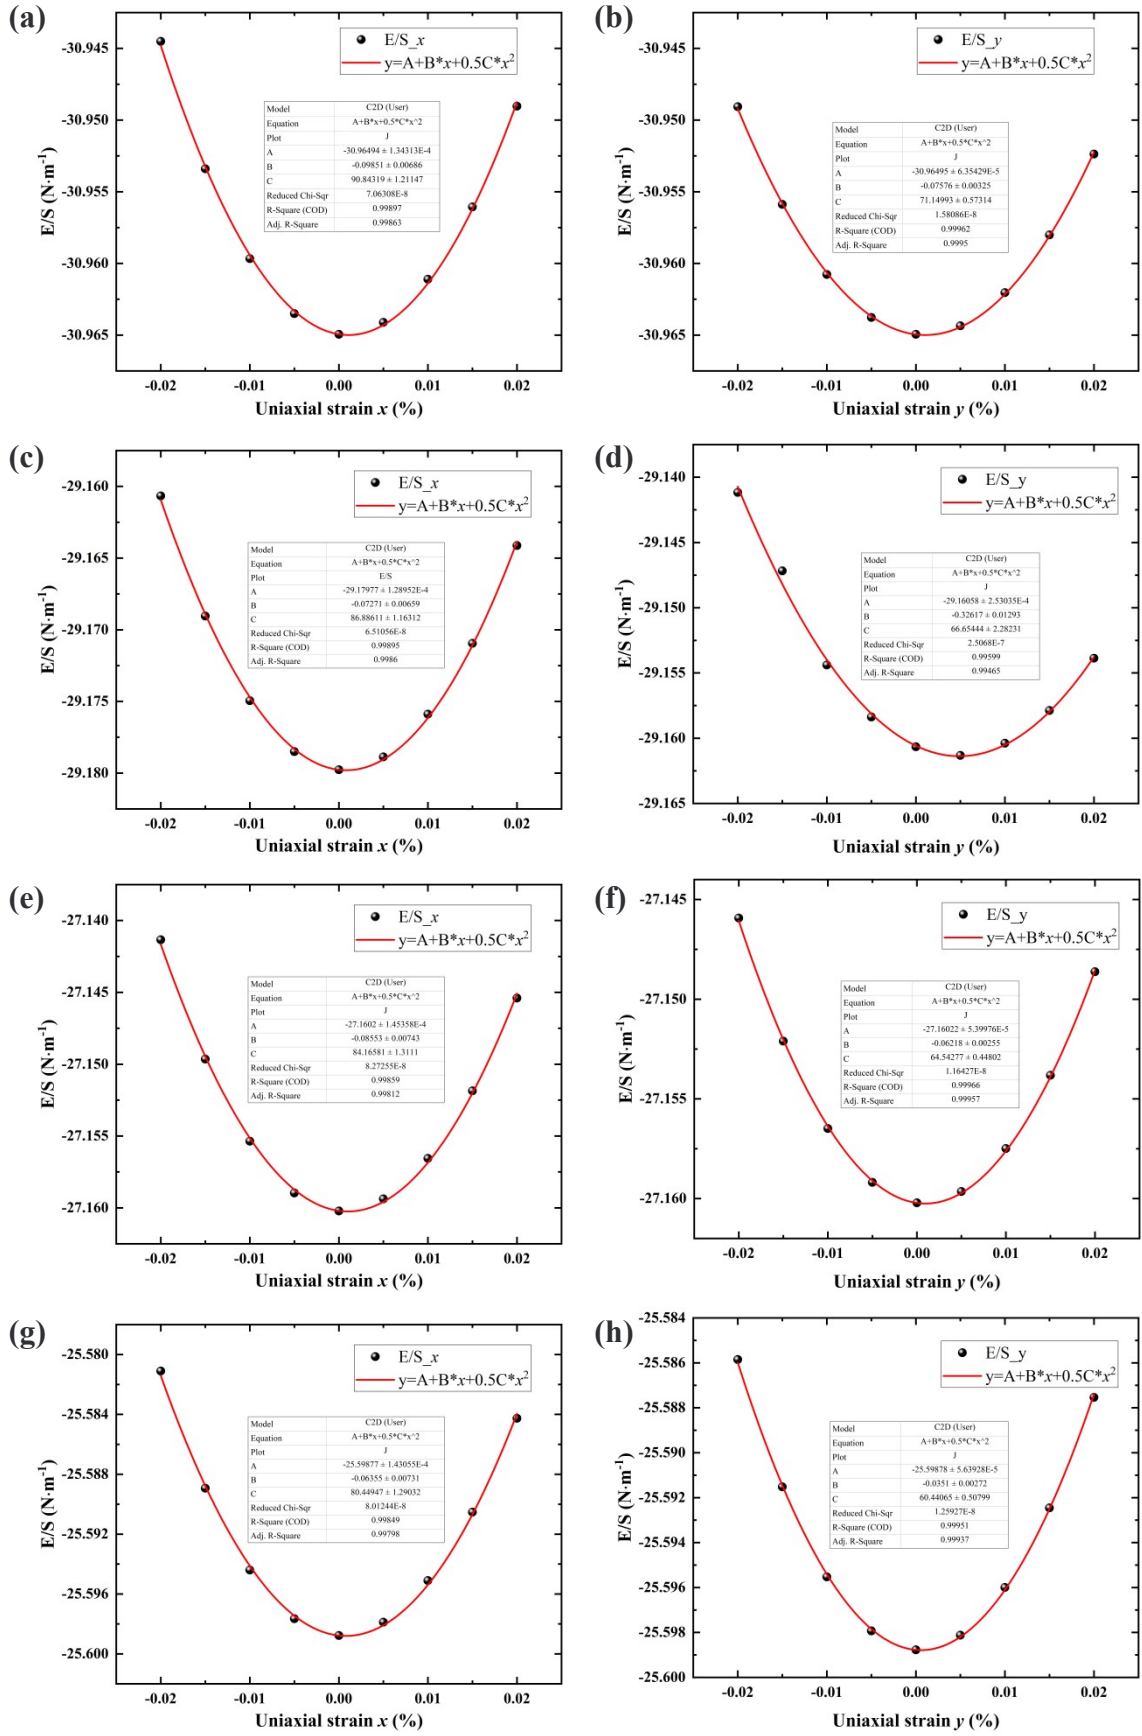 (a)
E/S_x
y=A+B*x+0.5C*x²
Model C2D (User)
Equation A+B*x+0.5*C*x^2
Plot J
A -30.96494 ± 1.34313E-4
B -0.09851 ± 0.00686
C 90.84319 ± 1.21147
Reduced Chi-Sqr 7.06308E-8
R-Square (COD) 0.99897
Adj. R-Square 0.99863
E/S (N·m⁻¹)
-30.945
-30.950
-30.955
-30.960
-30.965
-0.02 -0.01 0.00 0.01 0.02
Uniaxial strain x (%)
(b)
E/S_y
y=A+B*x+0.5C*x²
Model C2D (User)
Equation A+B*x+0.5*C*x^2
Plot J
A -30.96495 ± 6.35429E-5
B -0.07576 ± 0.00325
C 71.14993 ± 0.57314
Reduced Chi-Sqr 1.58086E-8
R-Square (COD) 0.99962
Adj. R-Square 0.9995
E/S (N·m⁻¹)
-30.945
-30.950
-30.955
-30.960
-30.965
-0.02 -0.01 0.00 0.01 0.02
Uniaxial strain y (%)
(c)
E/S_x
y=A+B*x+0.5C*x²
Model C2D (User)
Equation A+B*x+0.5*C*x^2
Plot E/S
A -29.17977 ± 1.28952E-4
B -0.07271 ± 0.00659
C 86.88611 ± 1.16312
Reduced Chi-Sqr 6.51056E-8
R-Square (COD) 0.99895
Adj. R-Square 0.9986
E/S (N·m⁻¹)
-29.160
-29.165
-29.170
-29.175
-29.180
-0.02 -0.01 0.00 0.01 0.02
Uniaxial strain x (%)
(d)
E/S_y
y=A+B*x+0.5C*x²
Model C2D (User)
Equation A+B*x+0.5*C*x^2
Plot J
A -29.16058 ± 2.53035E-4
B -0.32617 ± 0.01293
C 66.65444 ± 2.28231
Reduced Chi-Sqr 2.5068E-7
R-Square (COD) 0.99599
Adj. R-Square 0.99465
E/S (N·m⁻¹)
-29.140
-29.145
-29.150
-29.155
-29.160
-29.165
-0.02 -0.01 0.00 0.01 0.02
Uniaxial strain y (%)
(e)
E/S_x
y=A+B*x+0.5C*x²
Model C2D (User)
Equation A+B*x+0.5*C*x^2
Plot J
A -27.1602 ± 1.45358E-4
B -0.08553 ± 0.00743
C 84.16581 ± 1.3111
Reduced Chi-Sqr 8.27255E-8
R-Square (COD) 0.99859
Adj. R-Square 0.99812
E/S (N·m⁻¹)
-27.140
-27.145
-27.150
-27.155
-27.160
-0.02 -0.01 0.00 0.01 0.02
Uniaxial strain x (%)
(f)
E/S_y
y=A+B*x+0.5C*x²
Model C2D (User)
Equation A+B*x+0.5*C*x^2
Plot J
A -27.16022 ± 5.39976E-5
B -0.06218 ± 0.00255
C 64.54277 ± 0.44802
Reduced Chi-Sqr 1.16427E-8
R-Square (COD) 0.99966
Adj. R-Square 0.99957
E/S (N·m⁻¹)
-27.145
-27.150
-27.155
-27.160
-0.02 -0.01 0.00 0.01 0.02
Uniaxial strain y (%)
(g)
E/S_x
y=A+B*x+0.5C*x²
Model C2D (User)
Equation A+B*x+0.5*C*x^2
Plot J
A -25.59877 ± 1.43055E-4
B -0.06355 ± 0.00731
C 80.44947 ± 1.29032
Reduced Chi-Sqr 8.01244E-8
R-Square (COD) 0.99849
Adj. R-Square 0.99798
E/S (N·m⁻¹)
-25.580
-25.584
-25.588
-25.592
-25.596
-25.600
-0.02 -0.01 0.00 0.01 0.02
Uniaxial strain x (%)
(h)
E/S_y
y=A+B*x+0.5C*x²
Model C2D (User)
Equation A+B*x+0.5*C*x^2
Plot J
A -25.59878 ± 5.63928E-5
B -0.0351 ± 0.00272
C 60.44065 ± 0.50799
Reduced Chi-Sqr 1.25927E-8
R-Square (COD) 0.99951
Adj. R-Square 0.99937
E/S (N·m⁻¹)
-25.584
-25.586
-25.588
-25.590
-25.592
-25.594
-25.596
-25.598
-25.600
-0.02 -0.01 0.00 0.01 0.02
Uniaxial strain y (%)